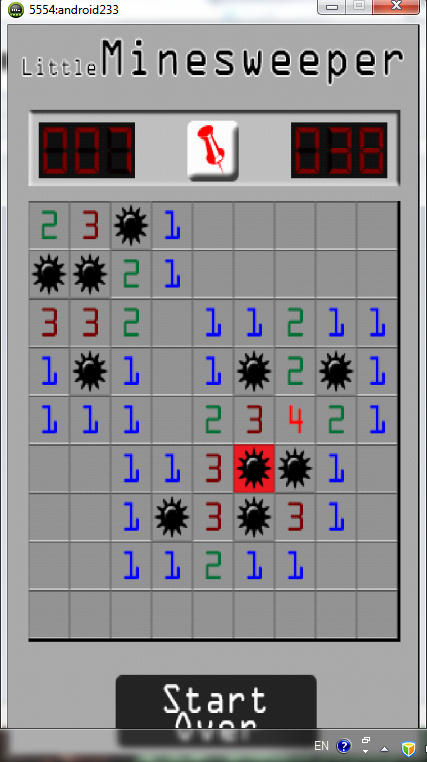 5554:android233
Little Minesweeper
007 038
2 3 1
2 1
3 3 2 1 1 2 1 1
1 1 1 2 1
1 1 1 2 3 4 2 1
1 1 3 1
1 3 3 1
1 1 2 1 1
Start
Over
EN